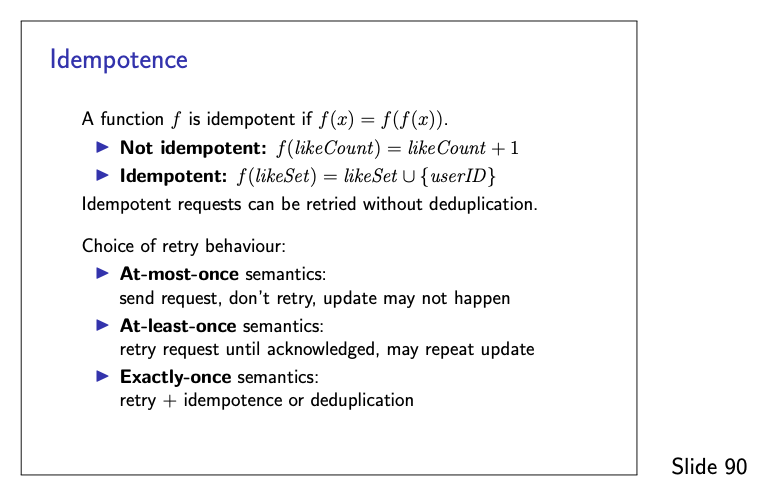 Idempotence
A function f is idempotent if f(x) = f(f(x)).
▶ Not idempotent: f(likeCount) = likeCount + 1
▶ Idempotent: f(likeSet) = likeSet ∪ {userID}
Idempotent requests can be retried without deduplication.
Choice of retry behaviour:
▶ At-most-once semantics:
send request, don't retry, update may not happen
▶ At-least-once semantics:
retry request until acknowledged, may repeat update
▶ Exactly-once semantics:
retry + idempotence or deduplication
Slide 90